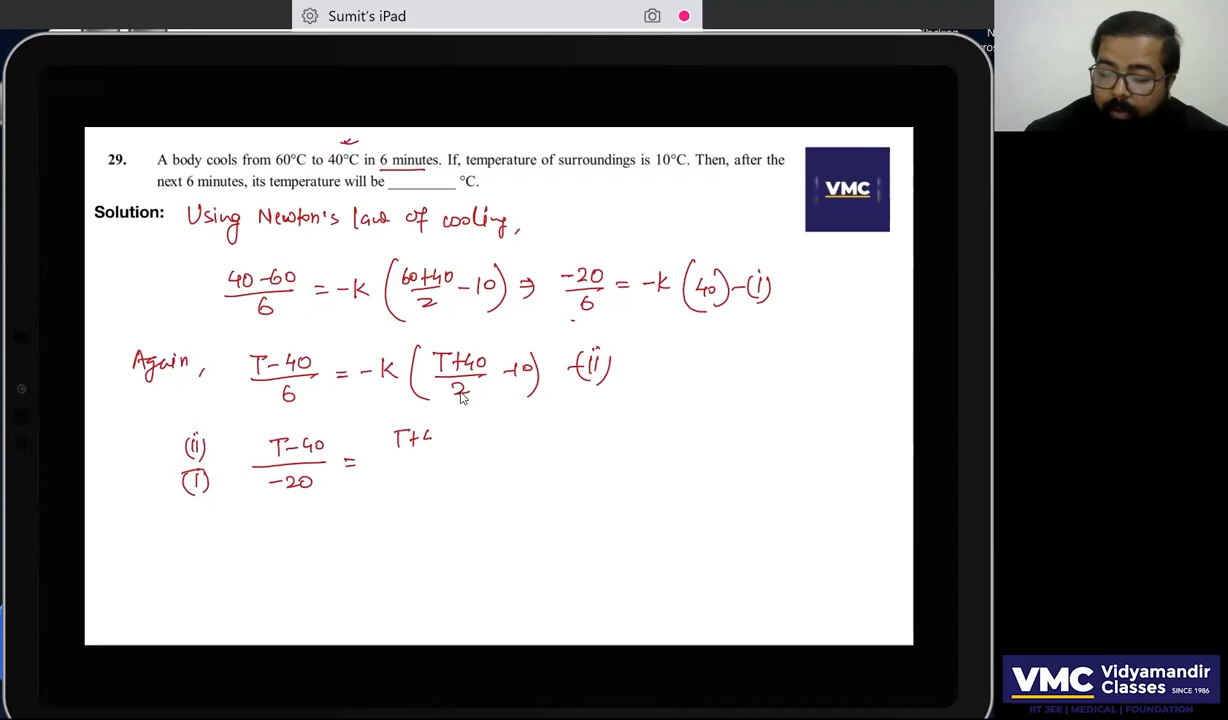 Sumit's iPad
29. A body cools from 60°C to 40°C in 6 minutes. If, temperature of surroundings is 10°C. Then, after the
next 6 minutes, its temperature will be ________ °C.
VMC
Solution: Using Newton's law of cooling,
40-60/6 = -K (60+40/2 - 10) ⇒ -20/6 = -K (40) -(i)
Again, T-40/6 = -K (T+40/2 - 10) -(ii)
(ii)/(i) T-40/-20 = T+4
VMC Vidyamandir
Classes SINCE 1986
IIT JEE | MEDICAL | FOUNDATION